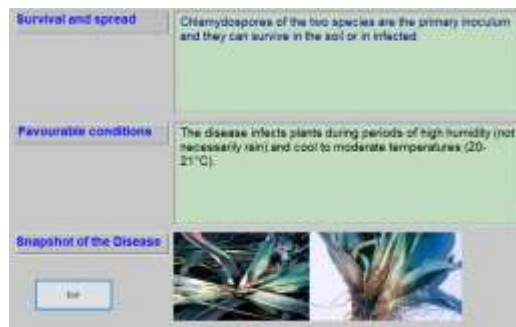 Survival and spread
Chlamydospores of the two species are the primary inoculum
and they can survive in the soil or in infected
Favourable conditions
The disease infects plants during periods of high humidity (not
necessarily rain) and cool to moderate temperatures (20-
21°C).
Snapshot of the Disease